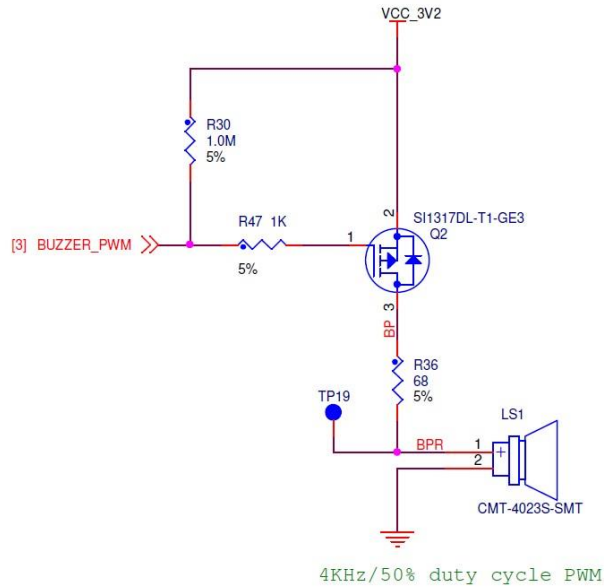 VCC_3V2
R30
1.0M
5%
[3] BUZZER_PWM
R47 1K
5%
1
2
SI1317DL-T1-GE3
Q2
3
BP
R36
68
5%
TP19
LS1
BPR
1
+
2
CMT-4023S-SMT
4KHz/50% duty cycle PWM